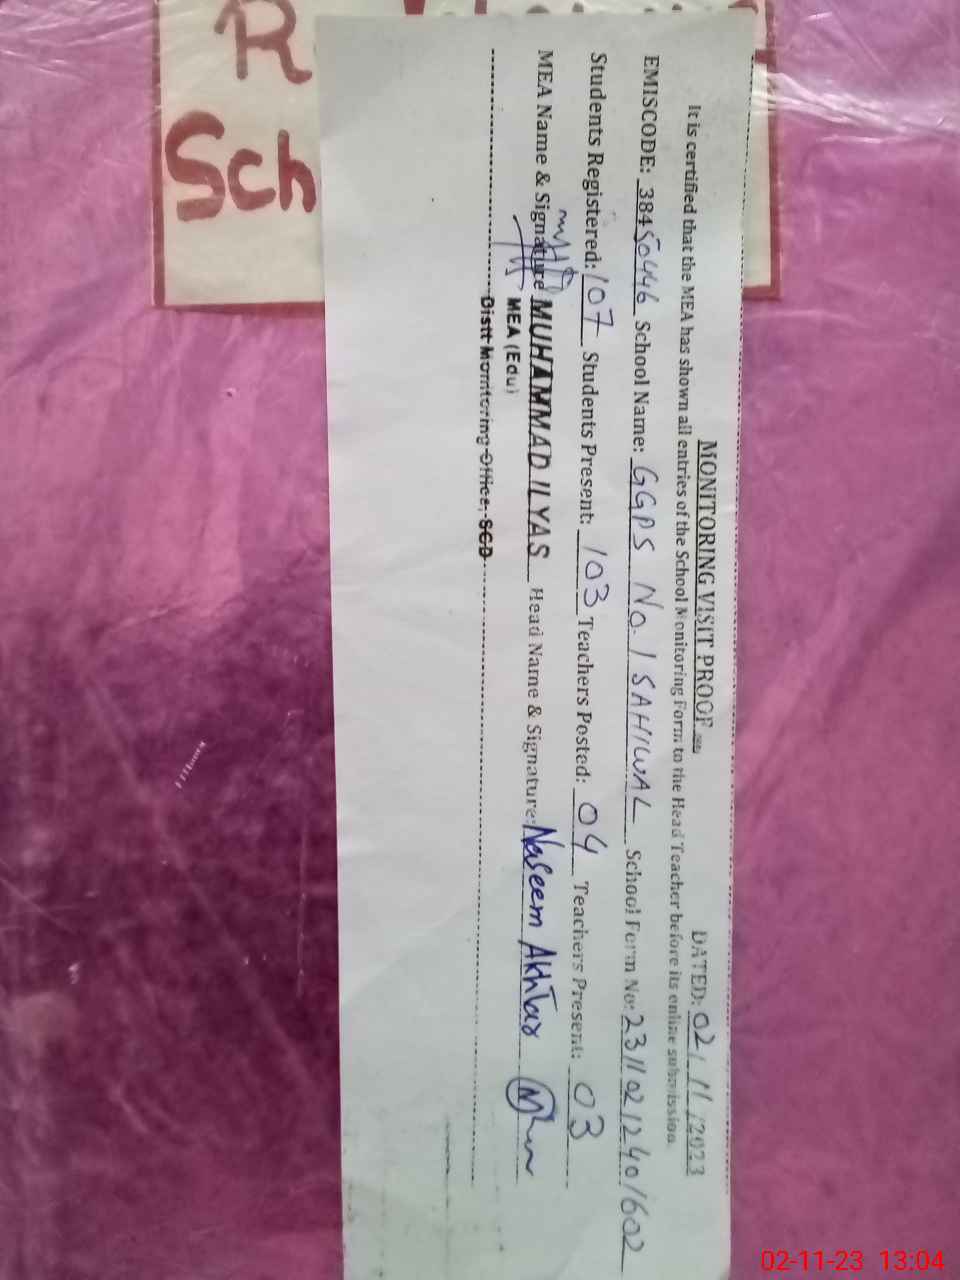 MONITORING VISIT PROOF
DATED: 02/11/2023
It is certified that the MEA has shown all entries of the School Monitoring Form to the Head Teacher before its online submission.
EMISCODE: 38450446 School Name: GGPS No. 1 SAHIWAL School Form No: 23110212401602
Students Registered: 107 Students Present: 103 Teachers Posted: 04 Teachers Present: 03
MEA Name & Signature MUHAMMAD ILYAS Head Name & Signature: Naseem Akhtar
MEA (Edu)
Distt Monitoring Office, SGD
02-11-23 13:04